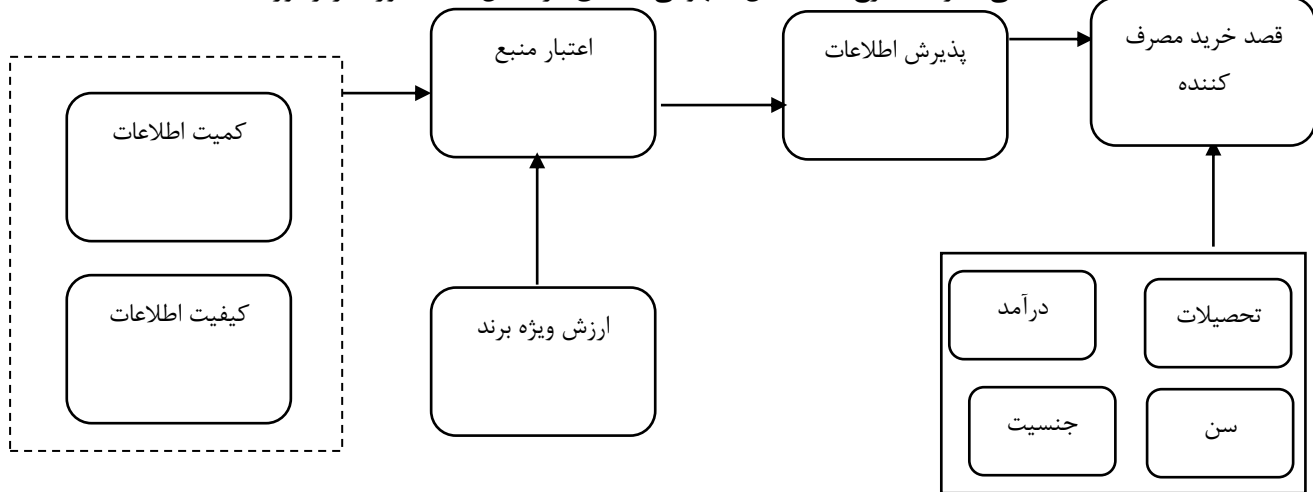 قصد خرید مصرف
کننده
پذیرش اطلاعات
اعتبار منبع
کمیت اطلاعات
کیفیت اطلاعات
ارزش ویژه برند
درآمد
تحصیلات
جنسیت
سن